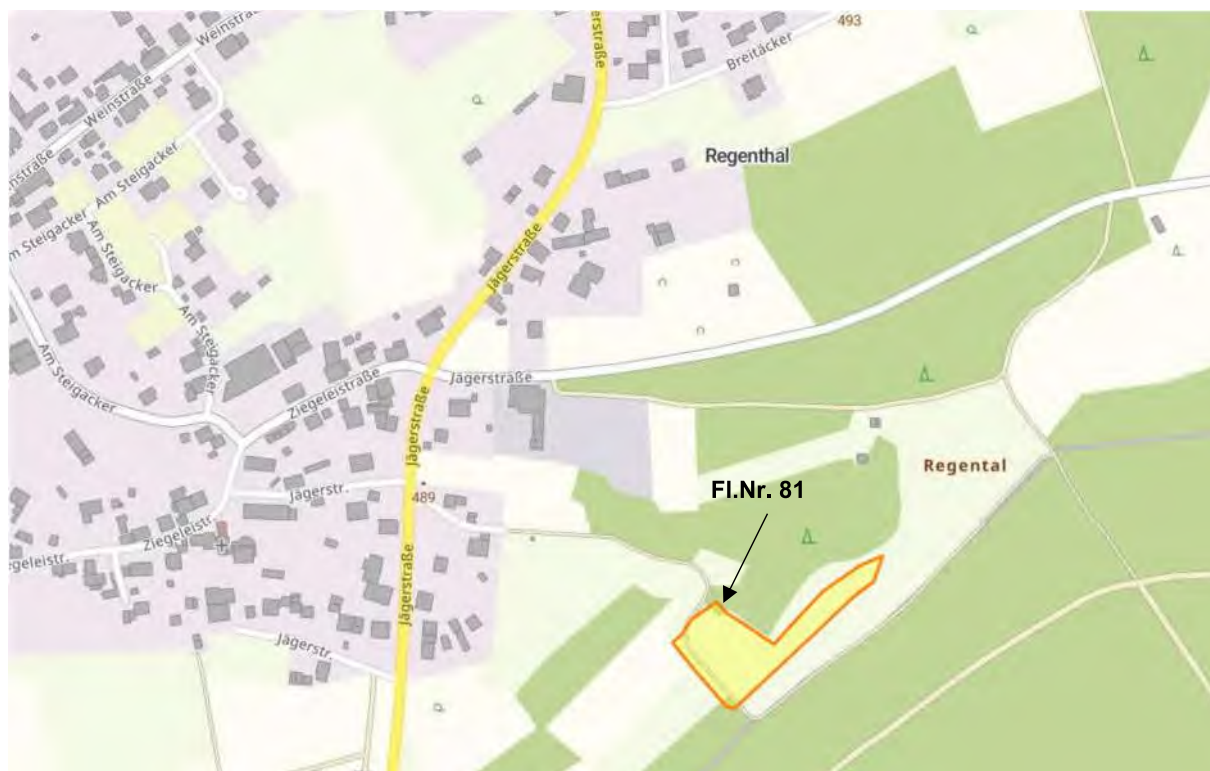 493
Weinstraße
Jägerstraße
Breitäcker
Weinstraße
Regenthal
Am Steigacker
Am Steigacker
Am Steigacker
Jägerstraße
Am Steigacker
Am Steigacker
Ziegeleistraße
Jägerstraße
Jägerstraße
Regental
Fl.Nr. 81
Jägerstr.
489
Ziegeleistr.
Jägerstraße
Jägerstr.